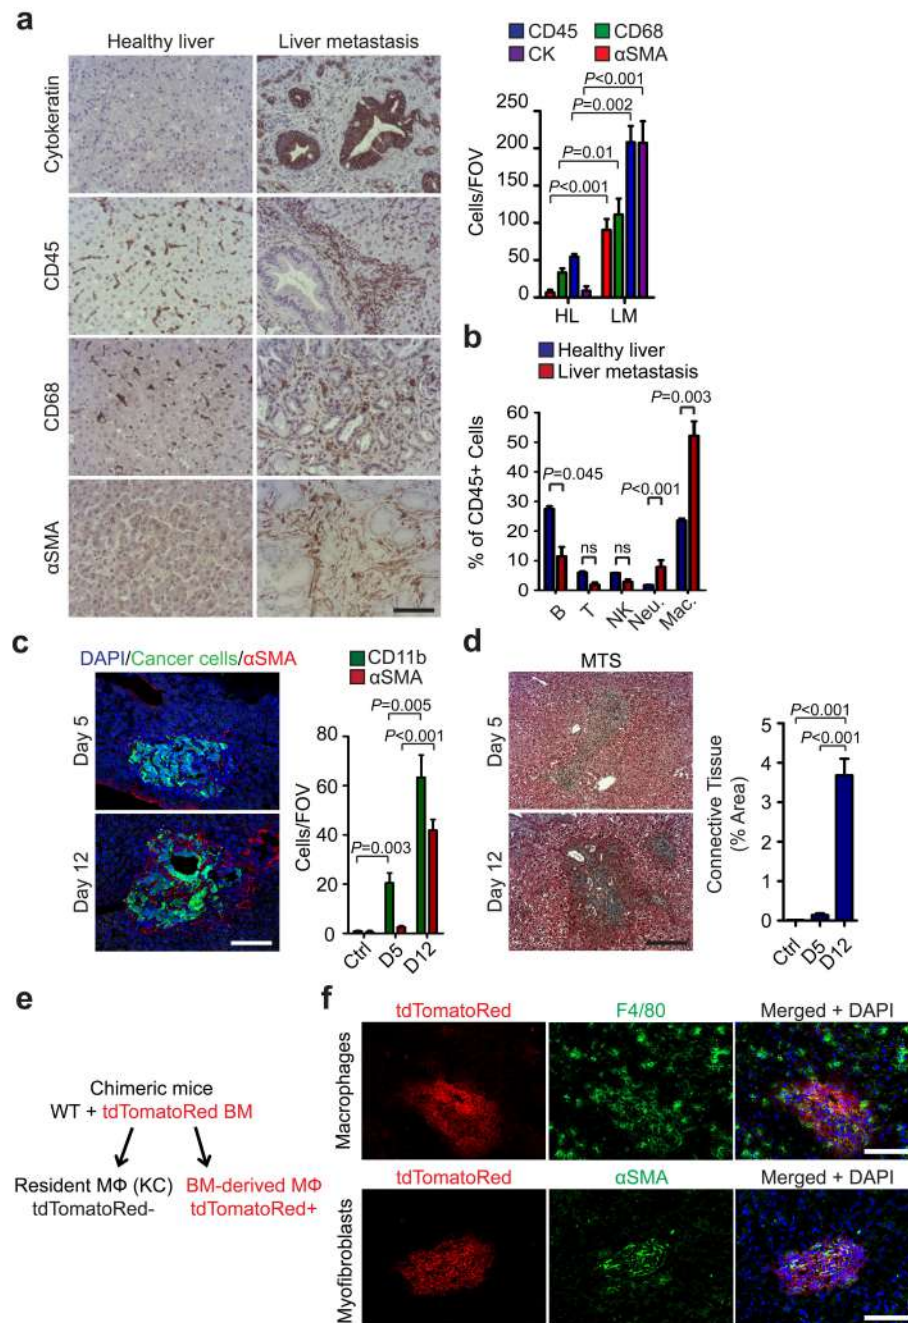 a
Healthy liver
Liver metastasis
Cytokeratin
CD45
CD68
αSMA
CD45
CD68
CK
αSMA
P<0.001
P=0.002
P=0.01
P<0.001
Cells/FOV
250
200
150
100
50
0
HL
LM
b
Healthy liver
Liver metastasis
P=0.003
P=0.045
P<0.001
ns
ns
% of CD45+ Cells
60
50
40
30
20
10
0
B
T
NK
Neu.
Mac.
c
DAPI/Cancer cells/αSMA
Day 5
Day 12
CD11b
αSMA
P=0.005
P<0.001
P=0.003
Cells/FOV
80
60
40
20
0
Ctrl
D5
D12
d
MTS
Day 5
Day 12
P<0.001
P<0.001
Connective Tissue
(% Area)
5
4
3
2
1
0
Ctrl
D5
D12
e
Chimeric mice
WT + tdTomatoRed BM
Resident MΦ (KC)
tdTomatoRed-
BM-derived MΦ
tdTomatoRed+
f
tdTomatoRed
F4/80
Merged + DAPI
Macrophages
tdTomatoRed
αSMA
Merged + DAPI
Myofibroblasts